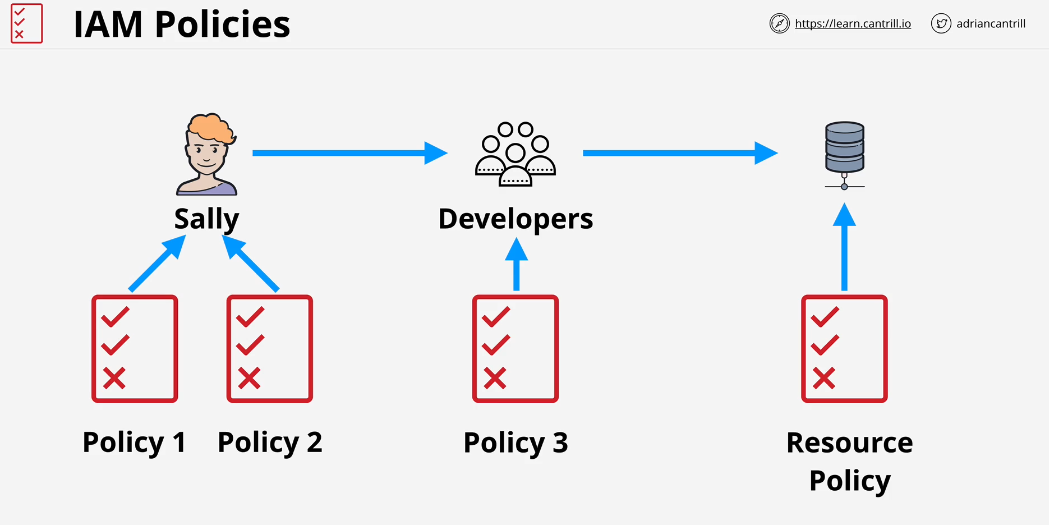 IAM Policies
https://learn.cantrill.io
adriancantrill
Sally
Developers
Policy 1
Policy 2
Policy 3
Resource
Policy